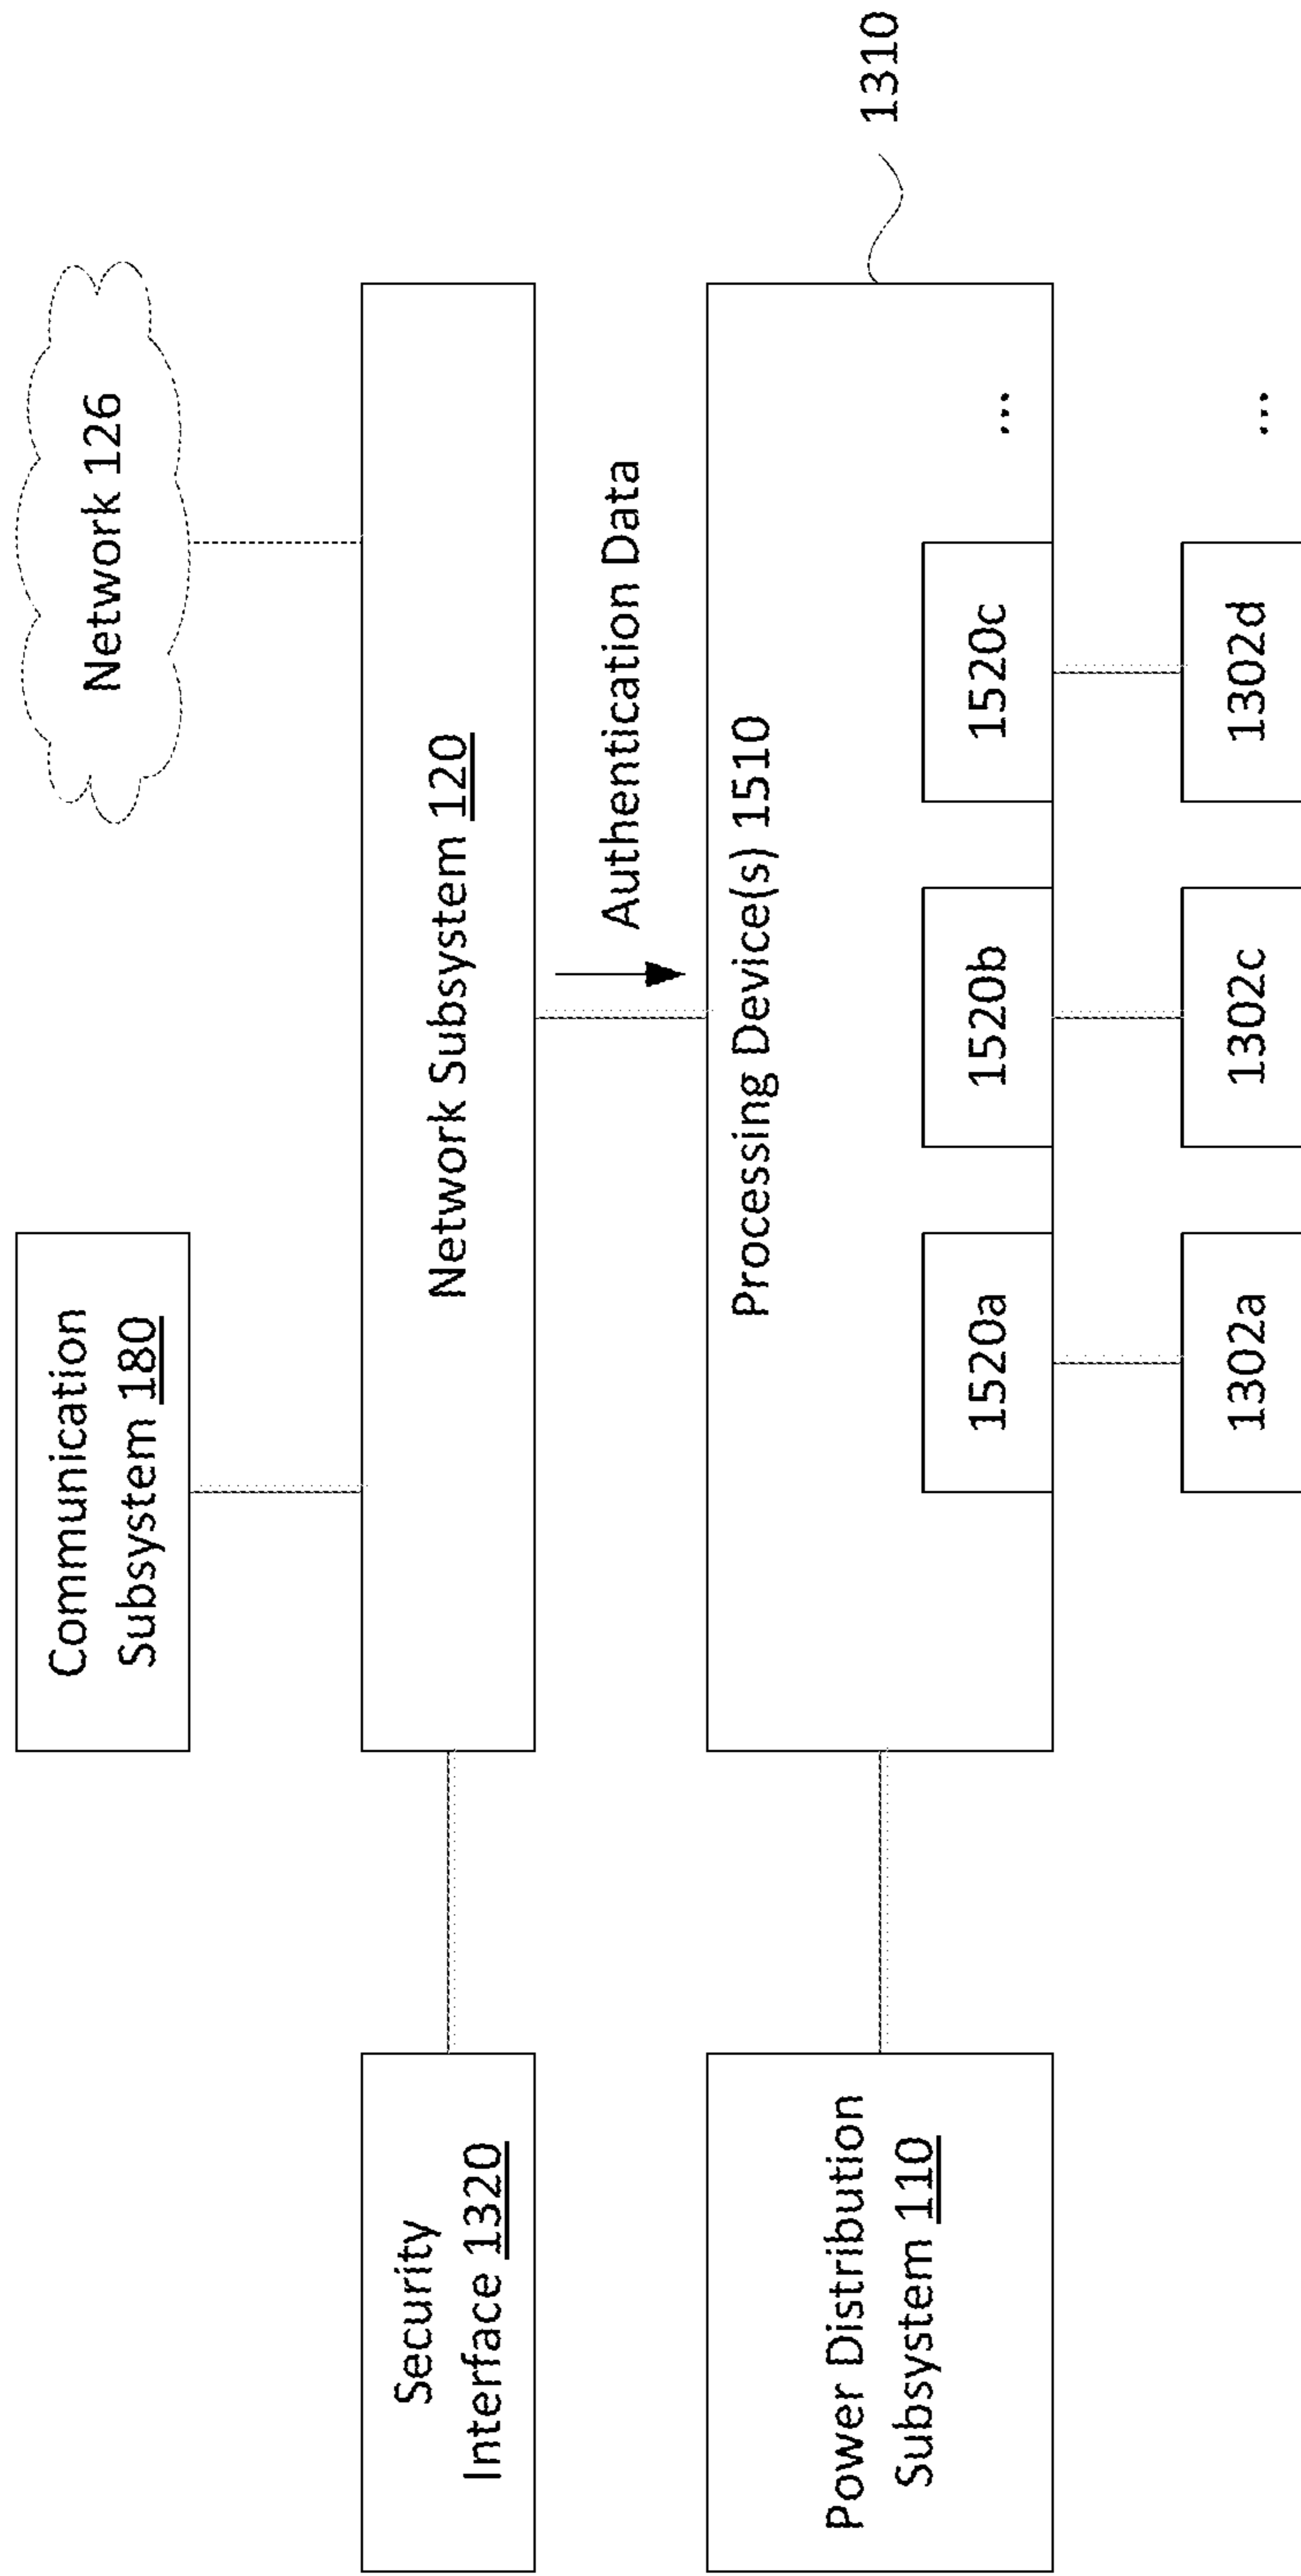 Communication
Subsystem 180
Network 126
Security
Interface 1320
Network Subsystem 120
Authentication Data
Power Distribution
Subsystem 110
Processing Device(s) 1510
1310
1520a
1520b
1520c
...
1302a
1302c
1302d
...